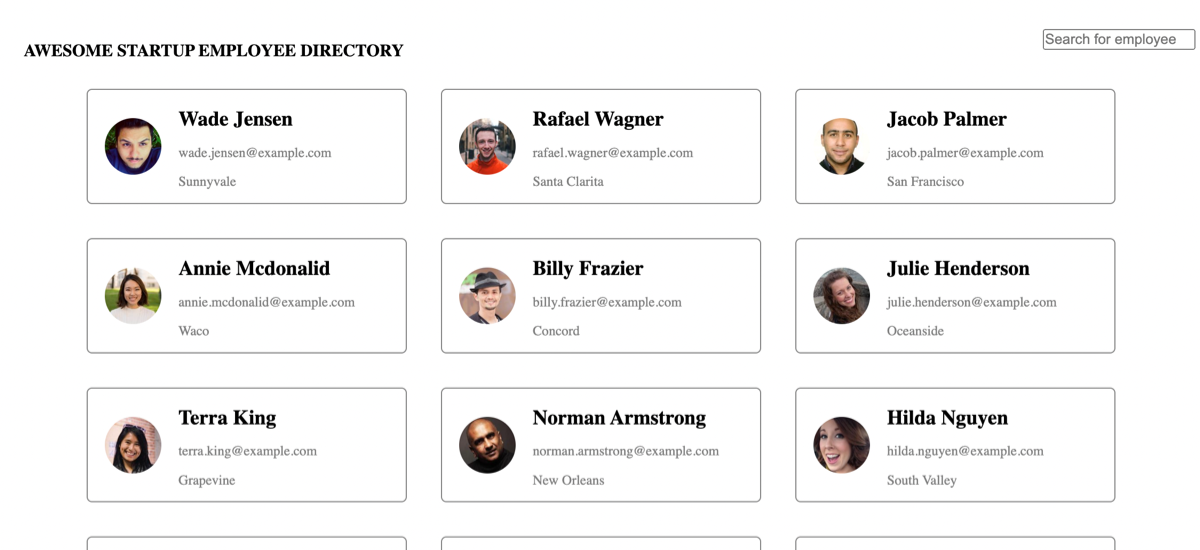 AWESOME STARTUP EMPLOYEE DIRECTORY
Search for employee
Wade Jensen
wade.jensen@example.com
Sunnyvale
Rafael Wagner
rafael.wagner@example.com
Santa Clarita
Jacob Palmer
jacob.palmer@example.com
San Francisco
Annie Mcdonalid
annie.mcdonalid@example.com
Waco
Billy Frazier
billy.frazier@example.com
Concord
Julie Henderson
julie.henderson@example.com
Oceanside
Terra King
terra.king@example.com
Grapevine
Norman Armstrong
norman.armstrong@example.com
New Orleans
Hilda Nguyen
hilda.nguyen@example.com
South Valley